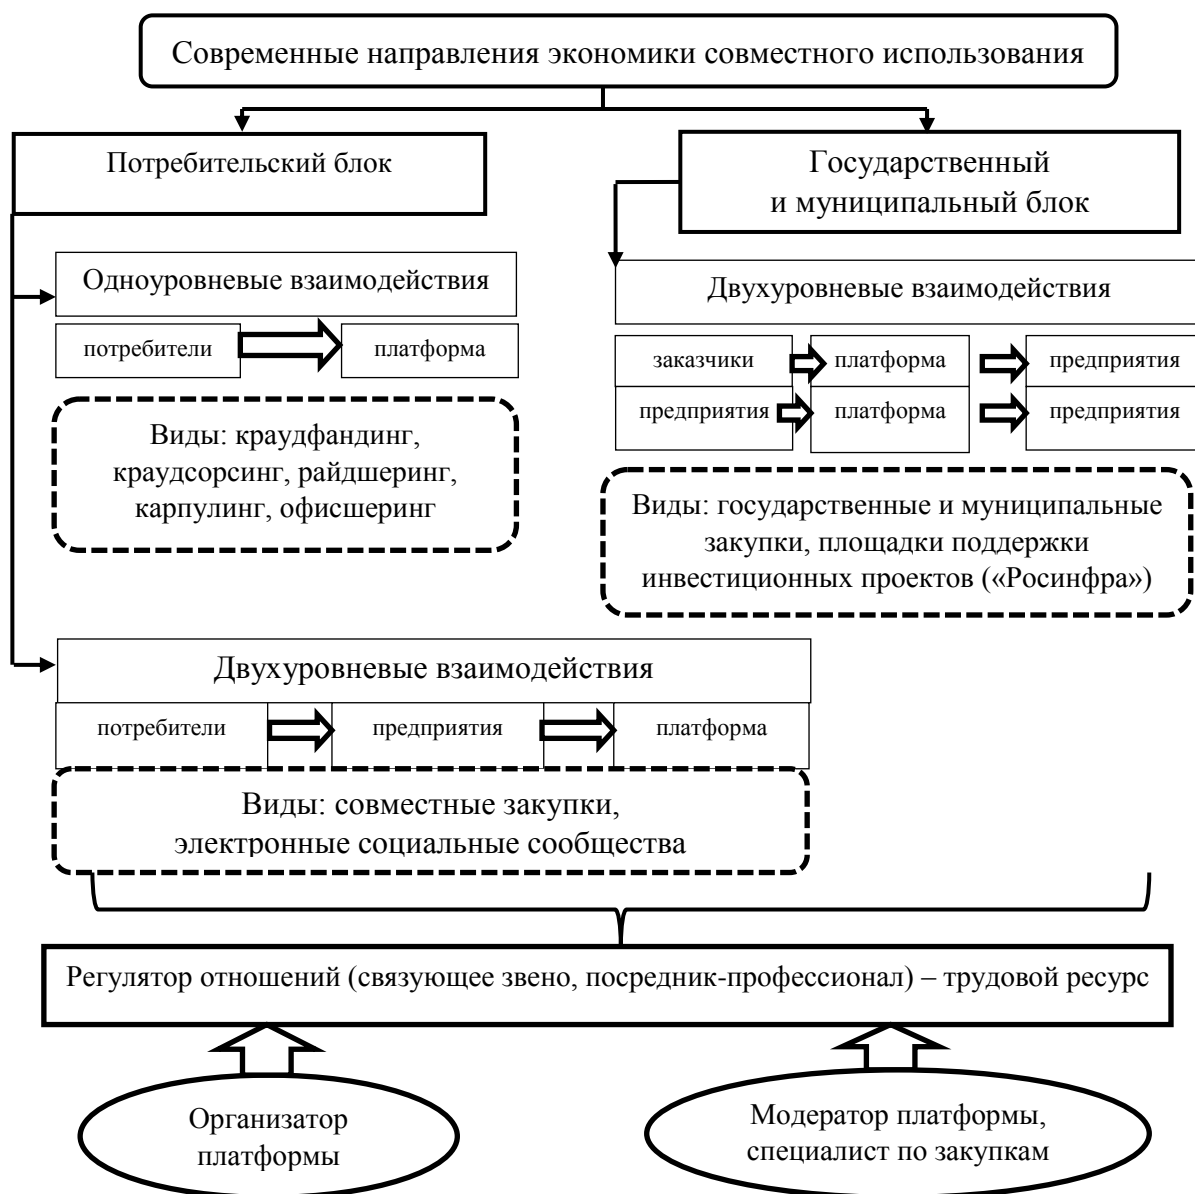 Современные направления экономики совместного использования
Потребительский блок
Государственный
и муниципальный блок
Одноуровневые взаимодействия
потребители
платформа
Виды: краудфандинг,
краудсорсинг, райдшеринг,
карпулинг, офисшеринг
Двухуровневые взаимодействия
заказчики
платформа
предприятия
предприятия
платформа
предприятия
Виды: государственные и муниципальные
закупки, площадки поддержки
инвестиционных проектов («Росинфра»)
Двухуровневые взаимодействия
потребители
предприятия
платформа
Виды: совместные закупки,
электронные социальные сообщества
Регулятор отношений (связующее звено, посредник-профессионал) – трудовой ресурс
Организатор
платформы
Модератор платформы,
специалист по закупкам